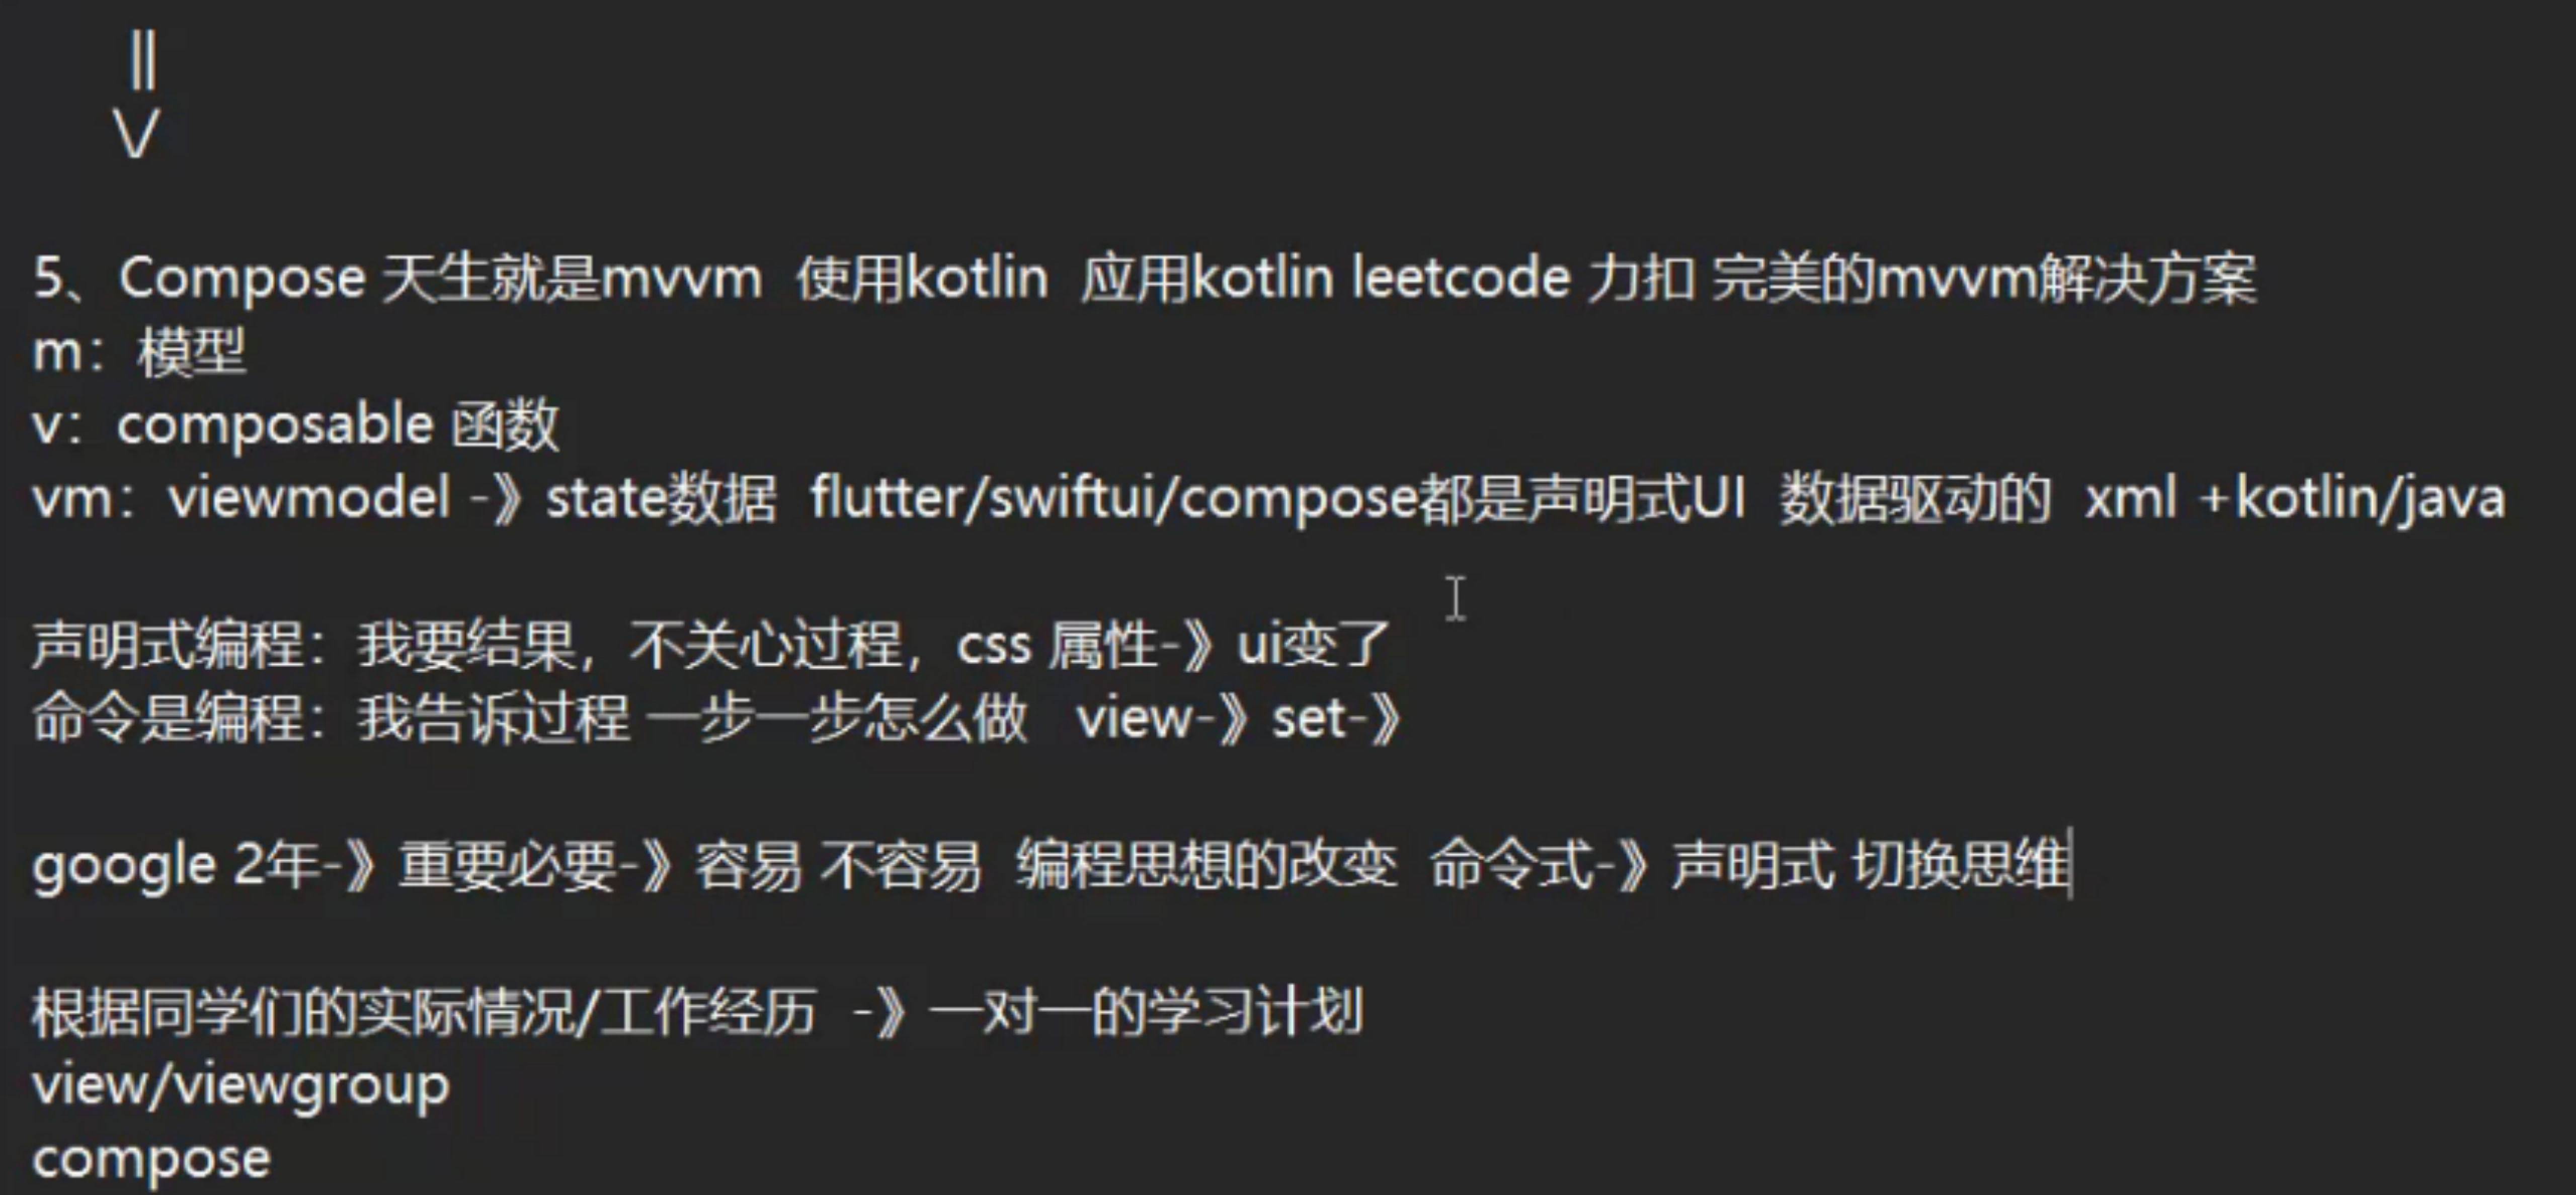 ||
\/
5、Compose 天生就是mvvm  使用kotlin  应用kotlin leetcode 力扣 完美的mvvm解决方案
m：模型
v：composable 函数
vm：viewmodel -》state数据  flutter/swiftui/compose都是声明式UI  数据驱动的  xml +kotlin/java
声明式编程：我要结果，不关心过程，css 属性-》ui变了
命令是编程：我告诉过程 一步一步怎么做   view-》set-》
google 2年-》重要必要-》容易 不容易  编程思想的改变  命令式-》声明式 切换思维
根据同学们的实际情况/工作经历  -》一对一的学习计划
view/viewgroup
compose